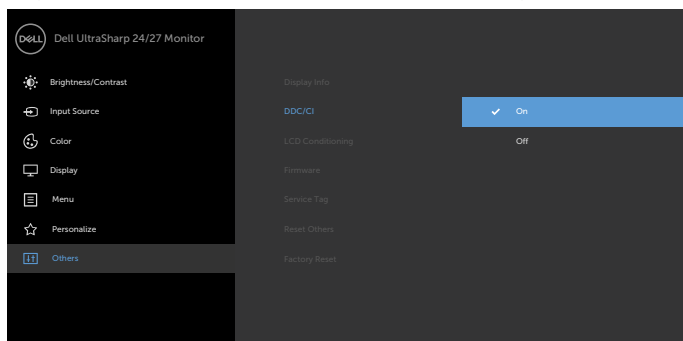 DELL Dell UltraSharp 24/27 Monitor
Brightness/Contrast
Display Info
Input Source
DDC/CI
On
Color
LCD Conditioning
Off
Display
Firmware
Menu
Service Tag
Personalize
Reset Others
Others
Factory Reset